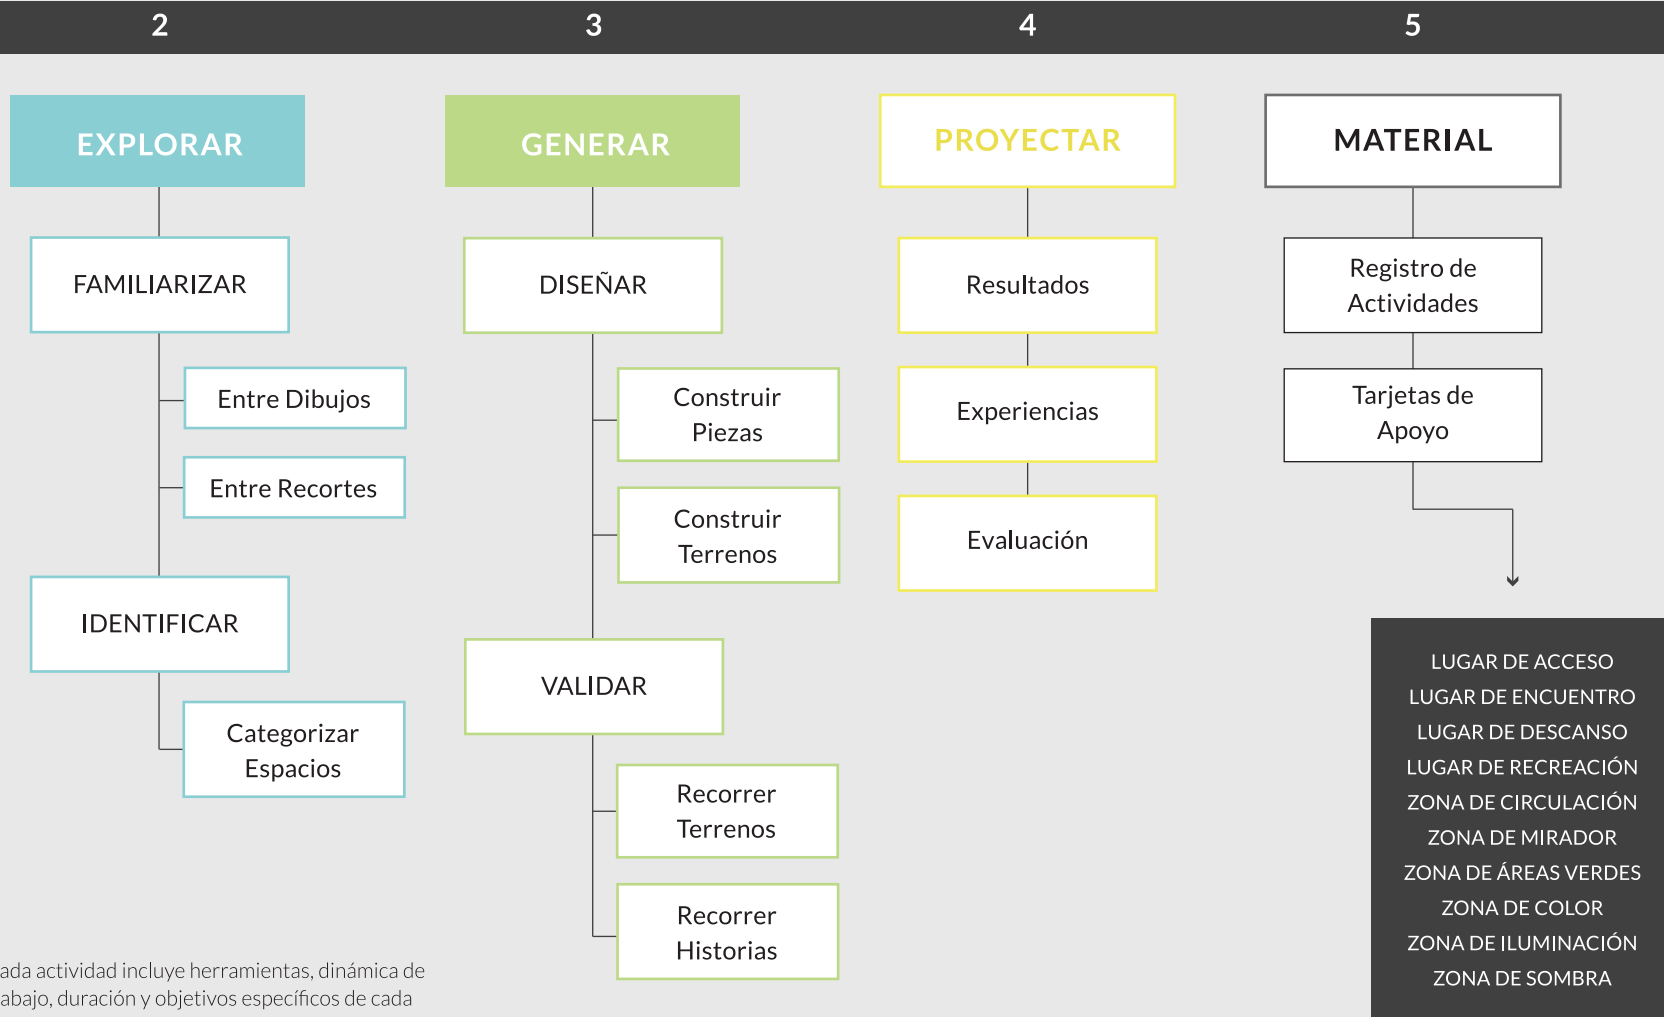 2
3
4
5
EXPLORAR
GENERAR
PROYECTAR
MATERIAL
FAMILIARIZAR
Entre Dibujos
Entre Recortes
IDENTIFICAR
Categorizar
Espacios
DISEÑAR
Construir
Piezas
Construir
Terrenos
VALIDAR
Recorrer
Terrenos
Recorrer
Historias
Resultados
Experiencias
Evaluación
Registro de
Actividades
Tarjetas de
Apoyo
LUGAR DE ACCESO
LUGAR DE ENCUENTRO
LUGAR DE DESCANSO
LUGAR DE RECREACIÓN
ZONA DE CIRCULACIÓN
ZONA DE MIRADOR
ZONA DE ÁREAS VERDES
ZONA DE COLOR
ZONA DE ILUMINACIÓN
ZONA DE SOMBRA
ada actividad incluye herramientas, dinámica de
abajo, duración y objetivos específicos de cada